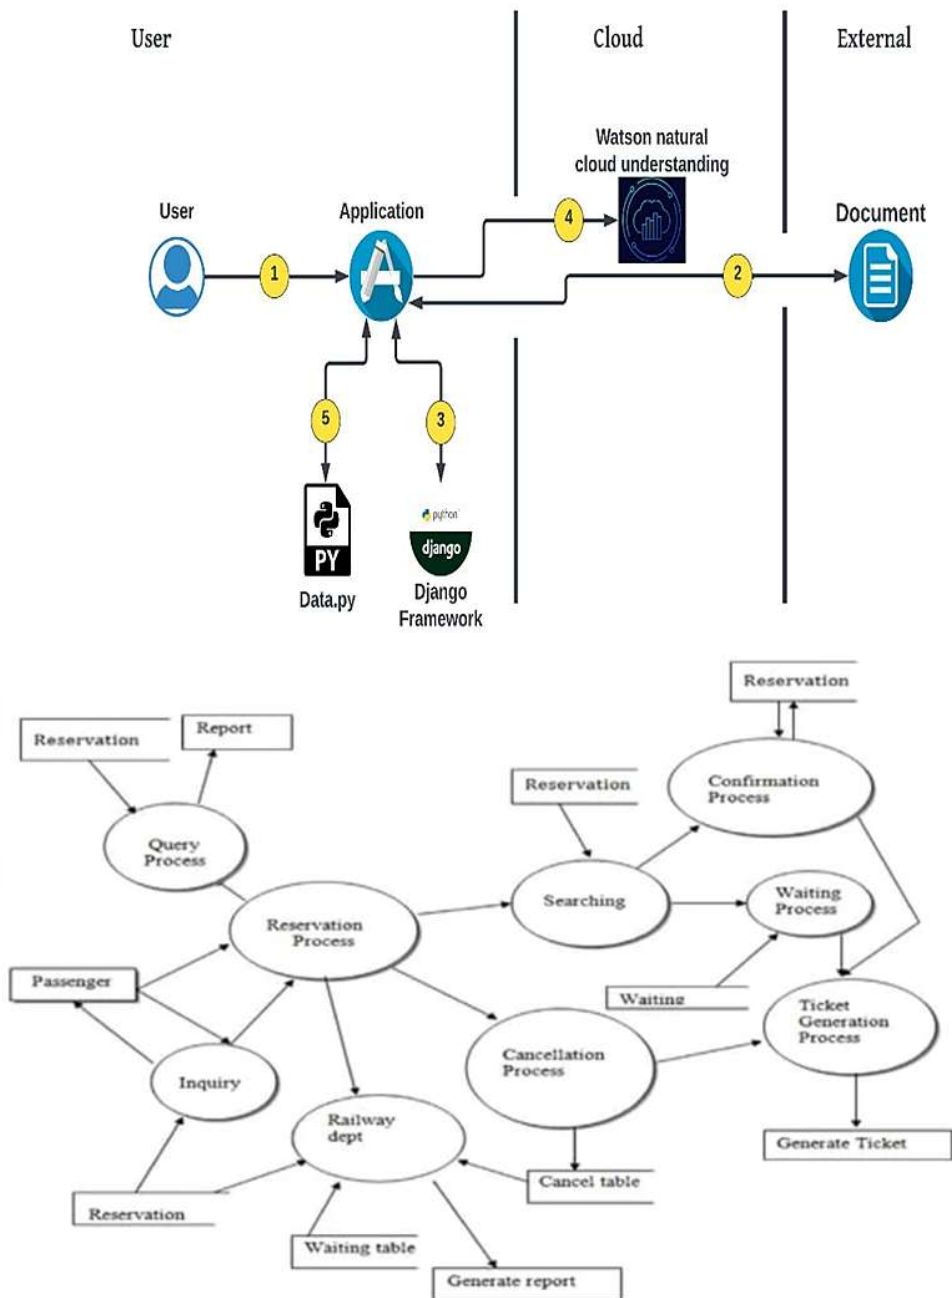 User
Cloud
External
Watson natural
cloud understanding
User
Application
Document
4
1
2
5
3
python
PY
django
Data.py
Django
Framework
Reservation
Reservation
Report
Reservation
Confirmation
Process
Query
Process
Searching
Waiting
Process
Reservation
Process
Passenger
Waiting
Ticket
Generation
Process
Cancellation
Process
Inquiry
Railway
dept
Generate Ticket
Cancel table
Reservation
Waiting table
Generate report